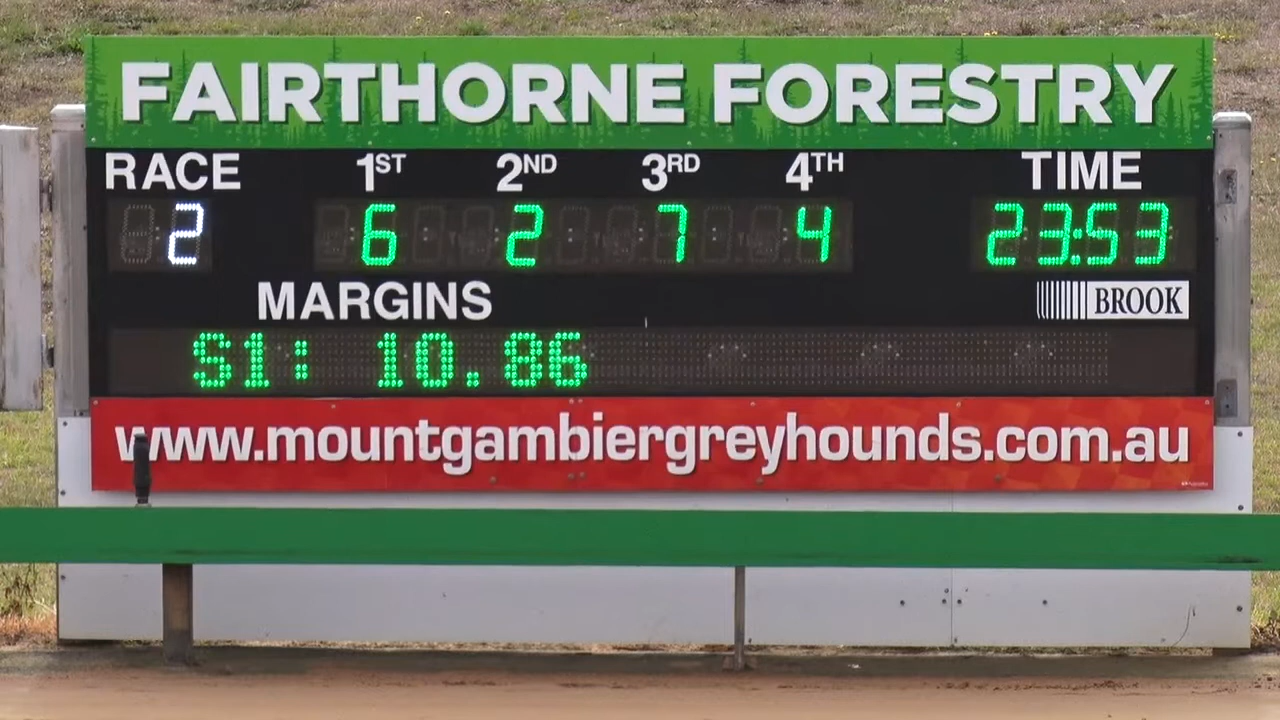 FAIRTHORNE FORESTRY
RACE 1ST 2ND 3RD 4TH TIME
2 6 2 7 4 23:53
MARGINS BROOK
S1: 10.86
www.mountgambiergreyhounds.com.au